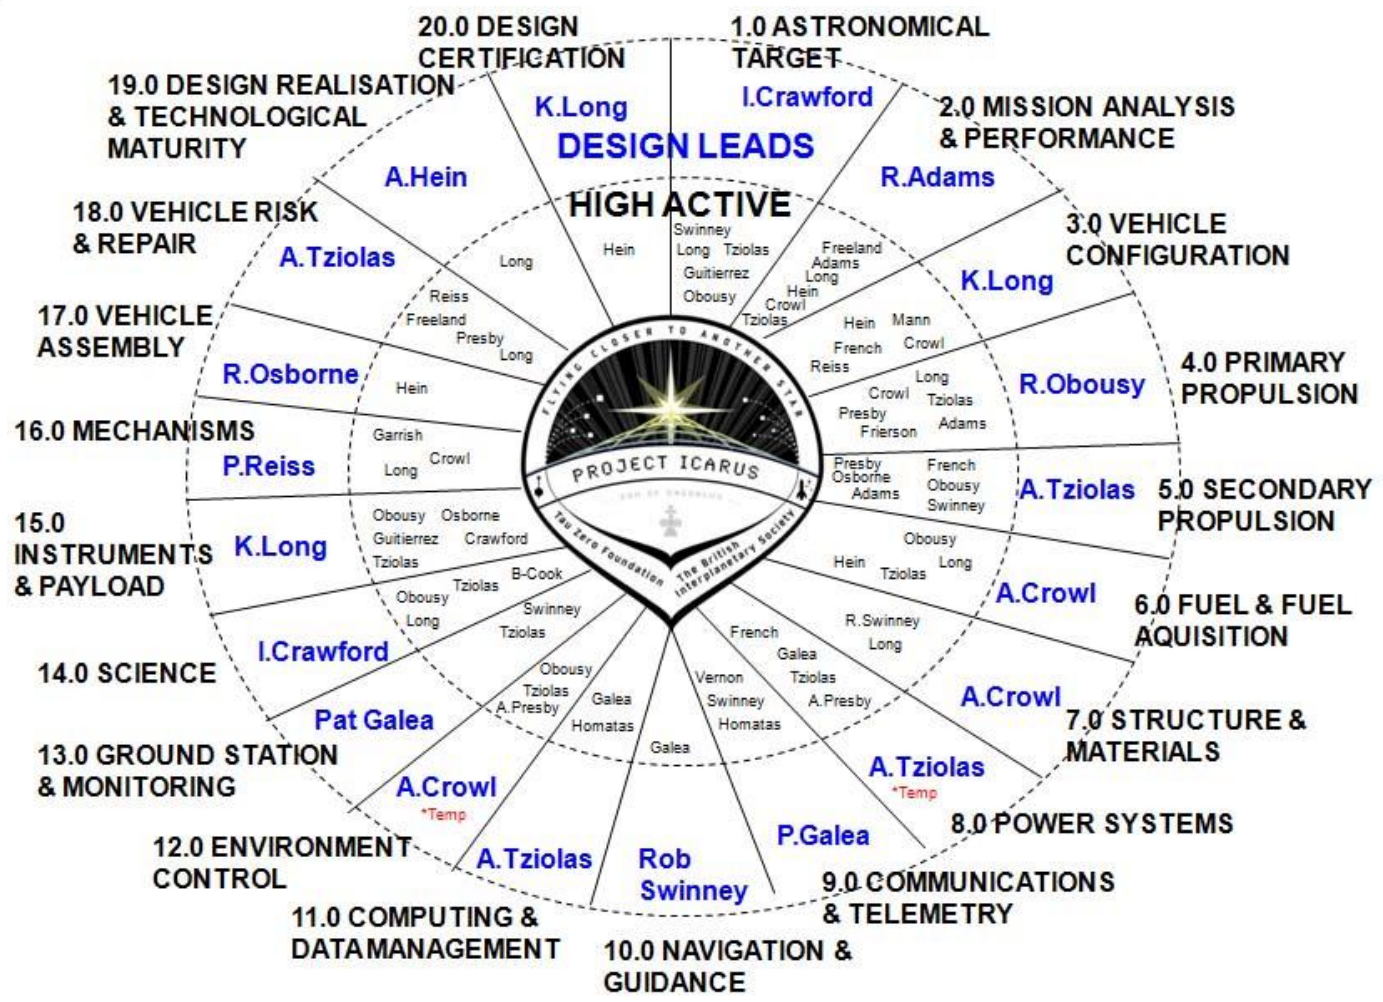 20.0 DESIGN
CERTIFICATION
1.0 ASTRONOMICAL
TARGET
19.0 DESIGN REALISATION
& TECHNOLOGICAL
MATURITY
2.0 MISSION ANALYSIS
& PERFORMANCE
18.0 VEHICLE RISK
& REPAIR
3.0 VEHICLE
CONFIGURATION
17.0 VEHICLE
ASSEMBLY
4.0 PRIMARY
PROPULSION
16.0 MECHANISMS
5.0 SECONDARY
PROPULSION
15.0
INSTRUMENTS
& PAYLOAD
6.0 FUEL & FUEL
AQUISITION
14.0 SCIENCE
7.0 STRUCTURE &
MATERIALS
13.0 GROUND STATION
& MONITORING
8.0 POWER SYSTEMS
12.0 ENVIRONMENT
CONTROL
9.0 COMMUNICATIONS
& TELEMETRY
11.0 COMPUTING &
DATA MANAGEMENT
10.0 NAVIGATION &
GUIDANCE
DESIGN LEADS
K.Long
I.Crawford
R.Adams
K.Long
R.Obousy
A.Tziolas
A.Crowl
A.Crowl
A.Tziolas
*Temp
P.Galea
Rob
Swinney
A.Tziolas
A.Crowl
*Temp
Pat Galea
I.Crawford
K.Long
P.Reiss
R.Osborne
A.Tziolas
A.Hein
HIGH ACTIVE
Swinney
Long Tziolas
Guitierrez
Obousy
Freeland
Adams
Long
Hein
Crowl
Tziolas
Hein Mann
French Crowl
Reiss
Long
Crowl Tziolas
Presby
Frierson Adams
Presby French
Osborne Obousy
Adams Swinney
Obousy
Hein Long
Tziolas
R.Swinney
Long
French
Galea
Tziolas
A.Presby
Vernon
Swinney
Homatas
Galea
Galea
Homatas
Obousy
Tziolas
A.Presby
Swinney
Tziolas
B-Cook
Tziolas
Obousy
Long
Obousy Osborne
Guitierrez Crawford
Tziolas
Garrish
Crowl
Long
Hein
Reiss
Freeland
Presby
Long
Long
Hein
FLYING CLOSER TO ANOTHER STAR
PROJECT ICARUS
SON OF DAEDALUS
Tau Zero Foundation
The British
Interplanetary Society